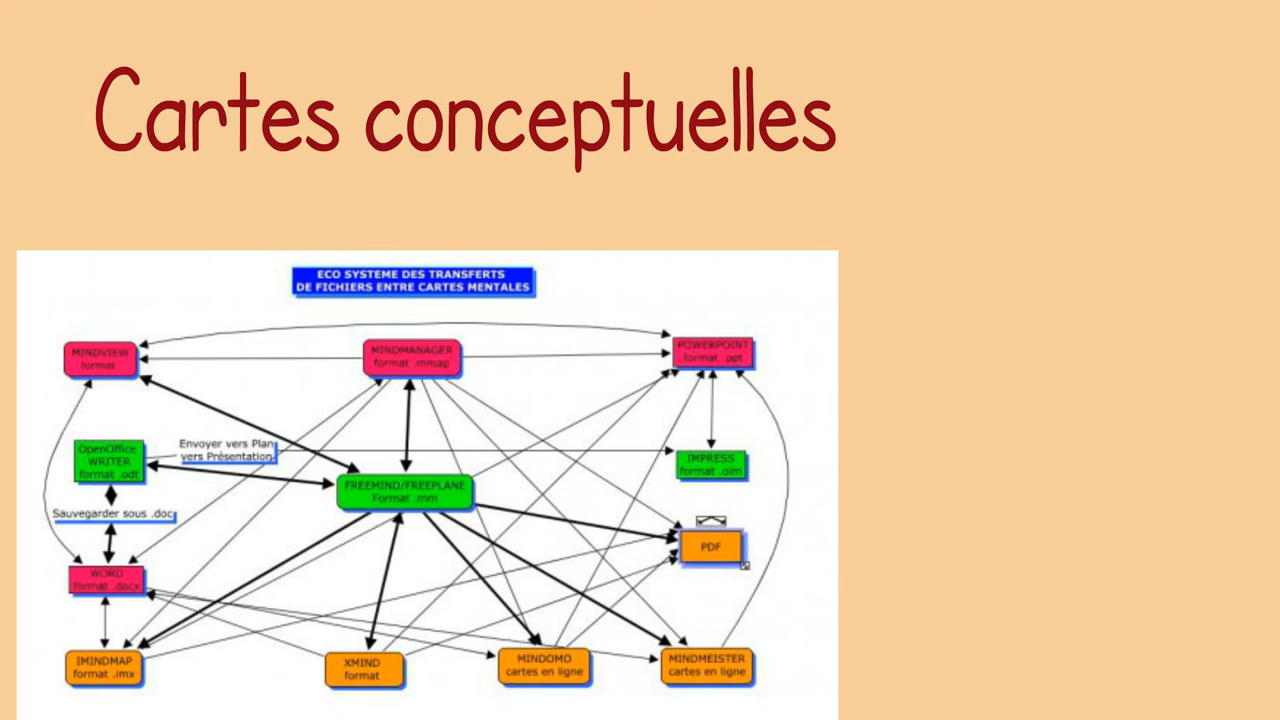 Cartes conceptuelles
ECO SYSTEME DES TRANSFERTS
DE FICHIERS ENTRE CARTES MENTALES
MINDVIEW
format
MINDMANAGER
format .mmap
POWERPOINT
format .ppt
OpenOffice
WRITER
format .odt
Envoyer vers Plan
vers Présentation
IMPRESS
format .oim
FREEMIND/FREEPLANE
Format .mm
Sauvegarder sous .doc
PDF
WORD
format .docx
IMINDMAP
format .imx
XMIND
format
MINDOMO
cartes en ligne
MINDMEISTER
cartes en ligne